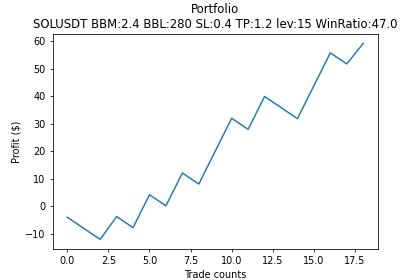 Portfolio
SOLUSDT BBM:2.4 BBL:280 SL:0.4 TP:1.2 lev:15 WinRatio:47.0
60
50
40
30
20
10
0
−10
Profit ($)
0.0 2.5 5.0 7.5 10.0 12.5 15.0 17.5
Trade counts